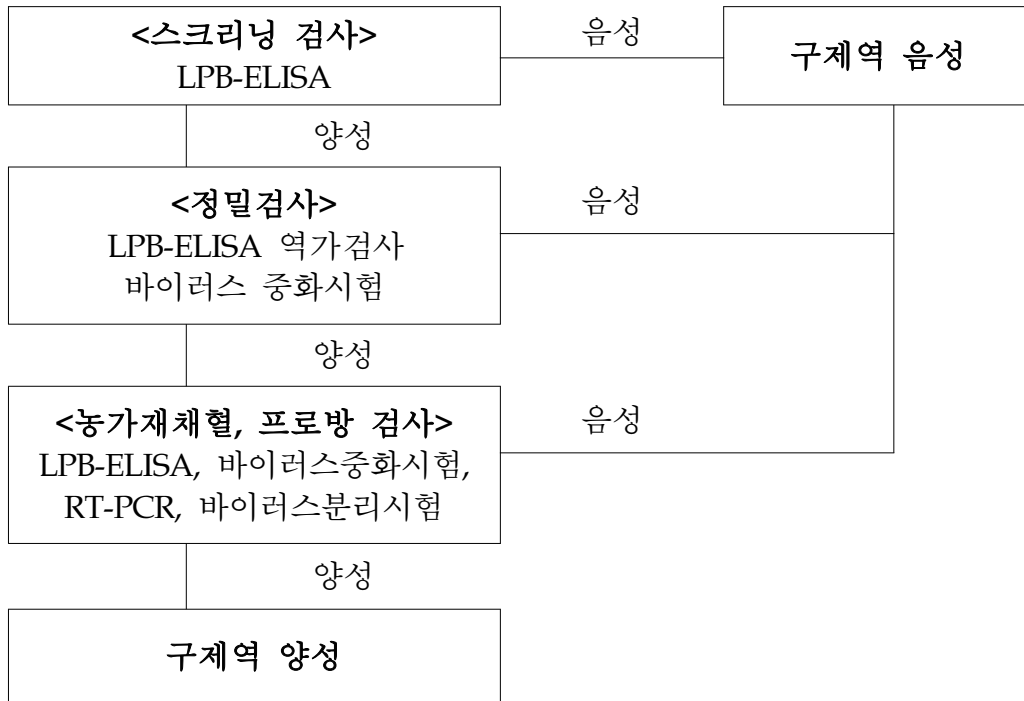 <스크리닝 검사>
LPB-ELISA
음성
구제역 음성
양성
<정밀검사>
LPB-ELISA 역가검사
바이러스 중화시험
음성
양성
<농가재채혈, 프로방 검사>
LPB-ELISA, 바이러스중화시험,
RT-PCR, 바이러스분리시험
음성
양성
구제역 양성